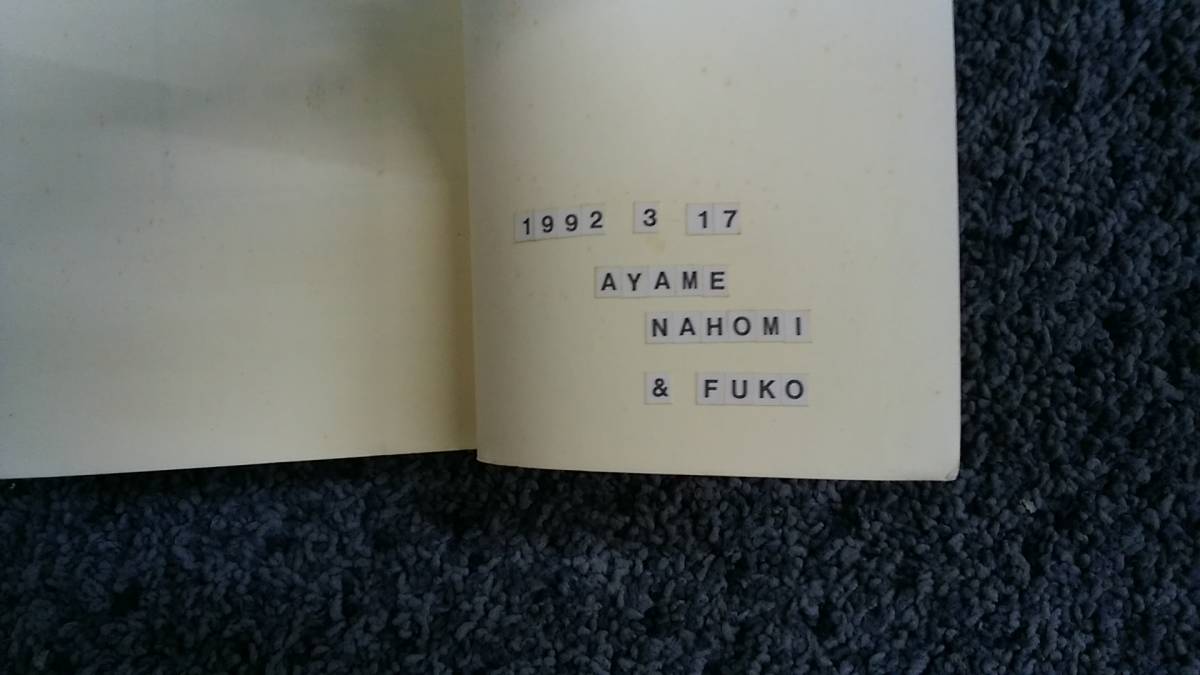 1992 3 17
AYAME
NAHOMI
& FUKO